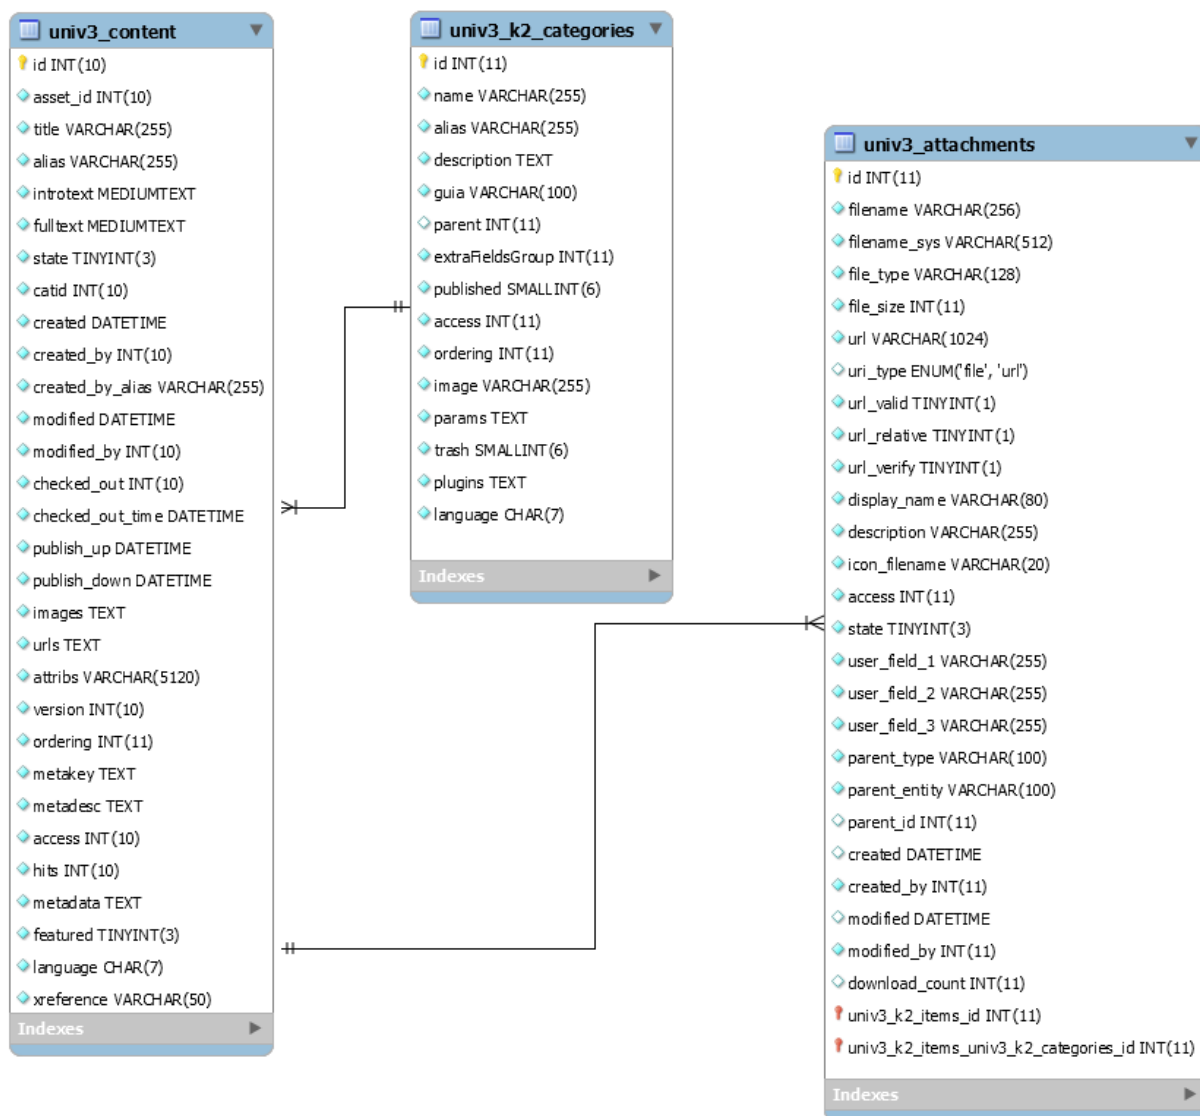 univ3_content
id INT(10)
asset_id INT(10)
title VARCHAR(255)
alias VARCHAR(255)
introtext MEDIUMTEXT
fulltext MEDIUMTEXT
state TINYINT(3)
catid INT(10)
created DATETIME
created_by INT(10)
created_by_alias VARCHAR(255)
modified DATETIME
modified_by INT(10)
checked_out INT(10)
checked_out_time DATETIME
publish_up DATETIME
publish_down DATETIME
images TEXT
urls TEXT
attribs VARCHAR(5120)
version INT(10)
ordering INT(11)
metakey TEXT
metadesc TEXT
access INT(10)
hits INT(10)
metadata TEXT
featured TINYINT(3)
language CHAR(7)
xreference VARCHAR(50)
Indexes
univ3_k2_categories
id INT(11)
name VARCHAR(255)
alias VARCHAR(255)
description TEXT
guia VARCHAR(100)
parent INT(11)
extraFieldsGroup INT(11)
published SMALLINT(6)
access INT(11)
ordering INT(11)
image VARCHAR(255)
params TEXT
trash SMALLINT(6)
plugins TEXT
language CHAR(7)
Indexes
univ3_attachments
id INT(11)
filename VARCHAR(256)
filename_sys VARCHAR(512)
file_type VARCHAR(128)
file_size INT(11)
url VARCHAR(1024)
uri_type ENUM('file', 'url')
url_valid TINYINT(1)
url_relative TINYINT(1)
url_verify TINYINT(1)
display_name VARCHAR(80)
description VARCHAR(255)
icon_filename VARCHAR(20)
access INT(11)
state TINYINT(3)
user_field_1 VARCHAR(255)
user_field_2 VARCHAR(255)
user_field_3 VARCHAR(255)
parent_type VARCHAR(100)
parent_entity VARCHAR(100)
parent_id INT(11)
created DATETIME
created_by INT(11)
modified DATETIME
modified_by INT(11)
download_count INT(11)
univ3_k2_items_id INT(11)
univ3_k2_items_univ3_k2_categories_id INT(11)
Indexes